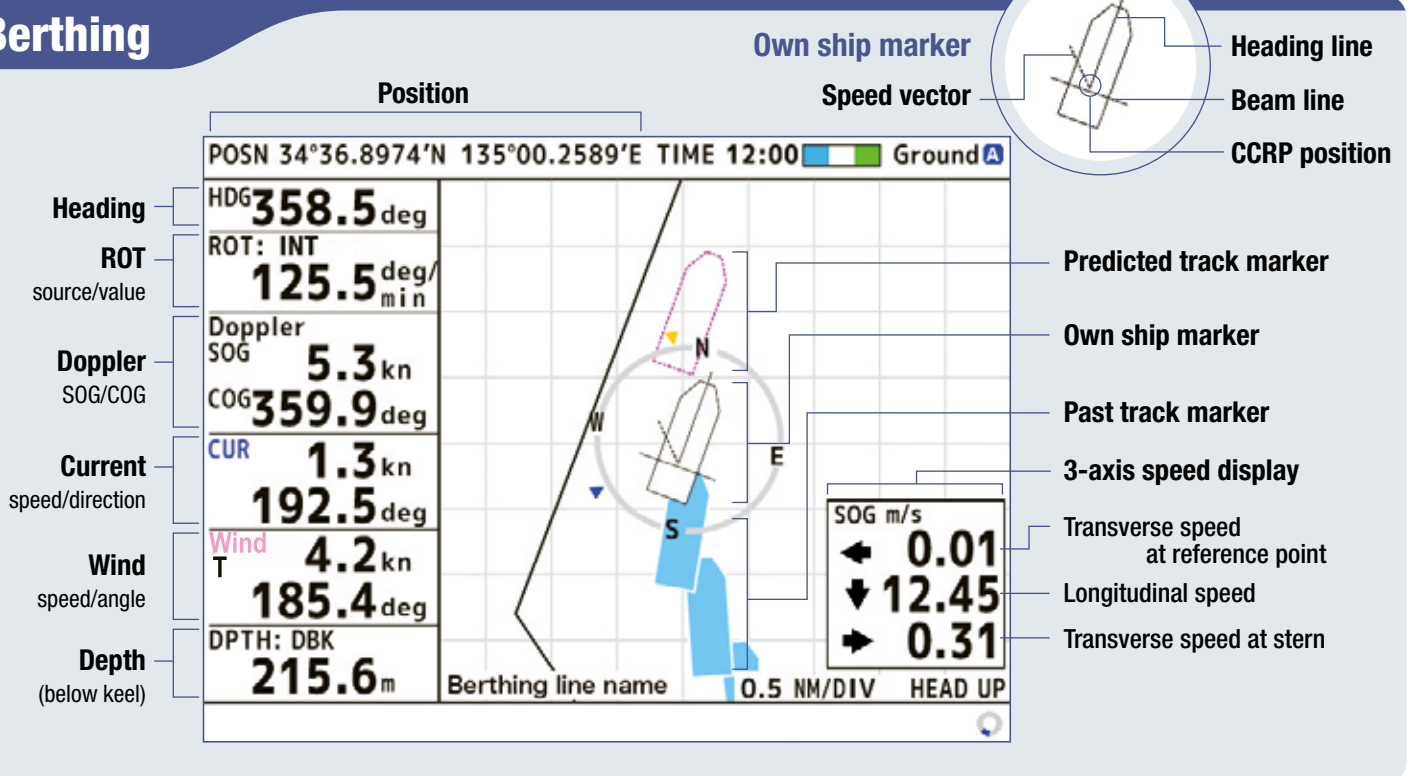 Berthing
Own ship marker
Heading line
Speed vector
Beam line
CCRP position
Position
POSN 34°36.8974′N 135°00.2589′E TIME 12:00 Ground A
Heading
HDG 358.5 deg
ROT
source/value
ROT: INT
125.5 deg/min
Doppler
SOG/COG
Doppler
SOG 5.3 kn
COG 359.9 deg
Current
speed/direction
CUR 1.3 kn
192.5 deg
Wind
speed/angle
Wind
T 4.2 kn
185.4 deg
Depth
(below keel)
DPTH: DBK
215.6 m
N
W
E
S
Berthing line name
0.5 NM/DIV HEAD UP
SOG m/s
0.01
12.45
0.31
Predicted track marker
Own ship marker
Past track marker
3-axis speed display
Transverse speed
at reference point
Longitudinal speed
Transverse speed at stern